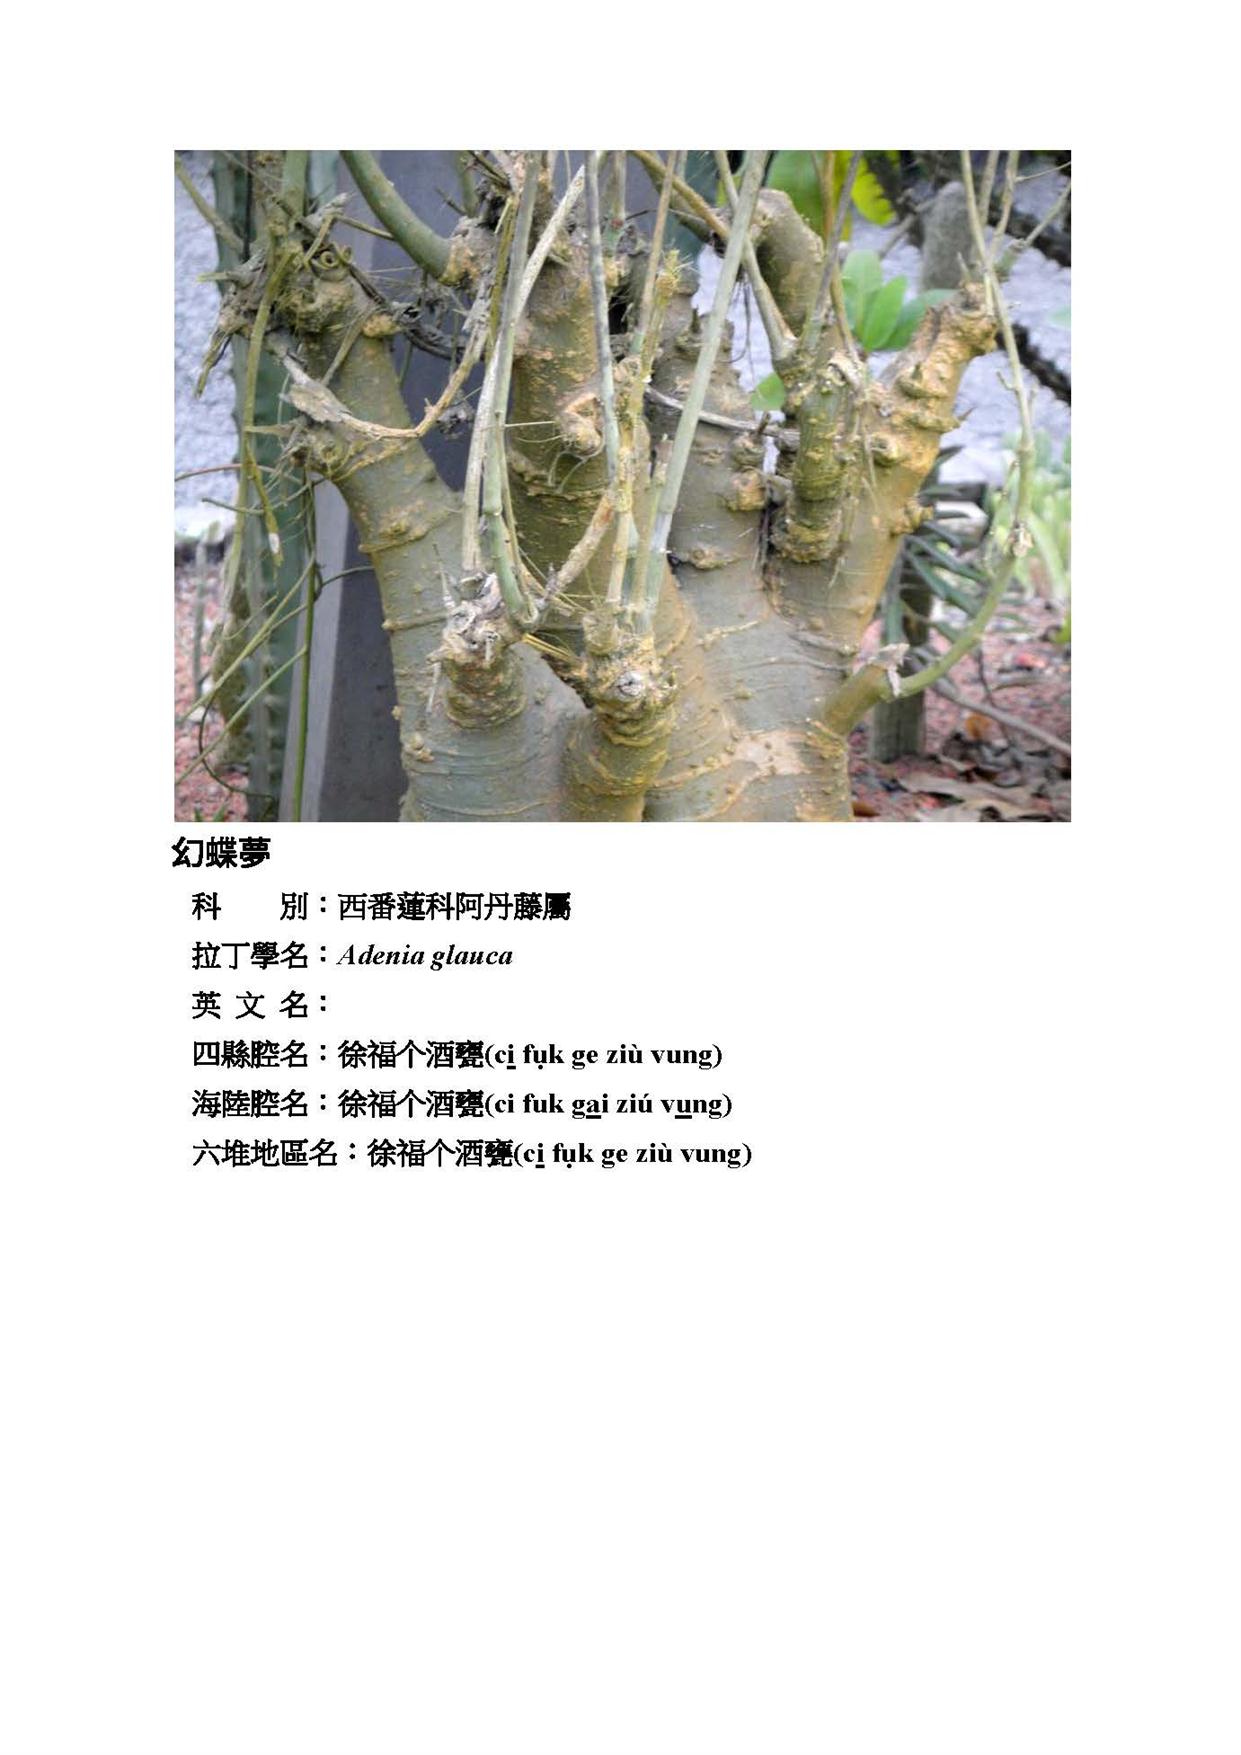 幻蝶夢
科　　別：西番蓮科阿丹藤屬
拉丁學名：Adenia glauca
英 文 名：
四縣腔名：徐福个酒甕(ci̲ fụk ge ziù vung)
海陸腔名：徐福个酒甕(ci fuk ga̲i ziú vu̲ng)
六堆地區名：徐福个酒甕(ci̲ fụk ge ziù vung)